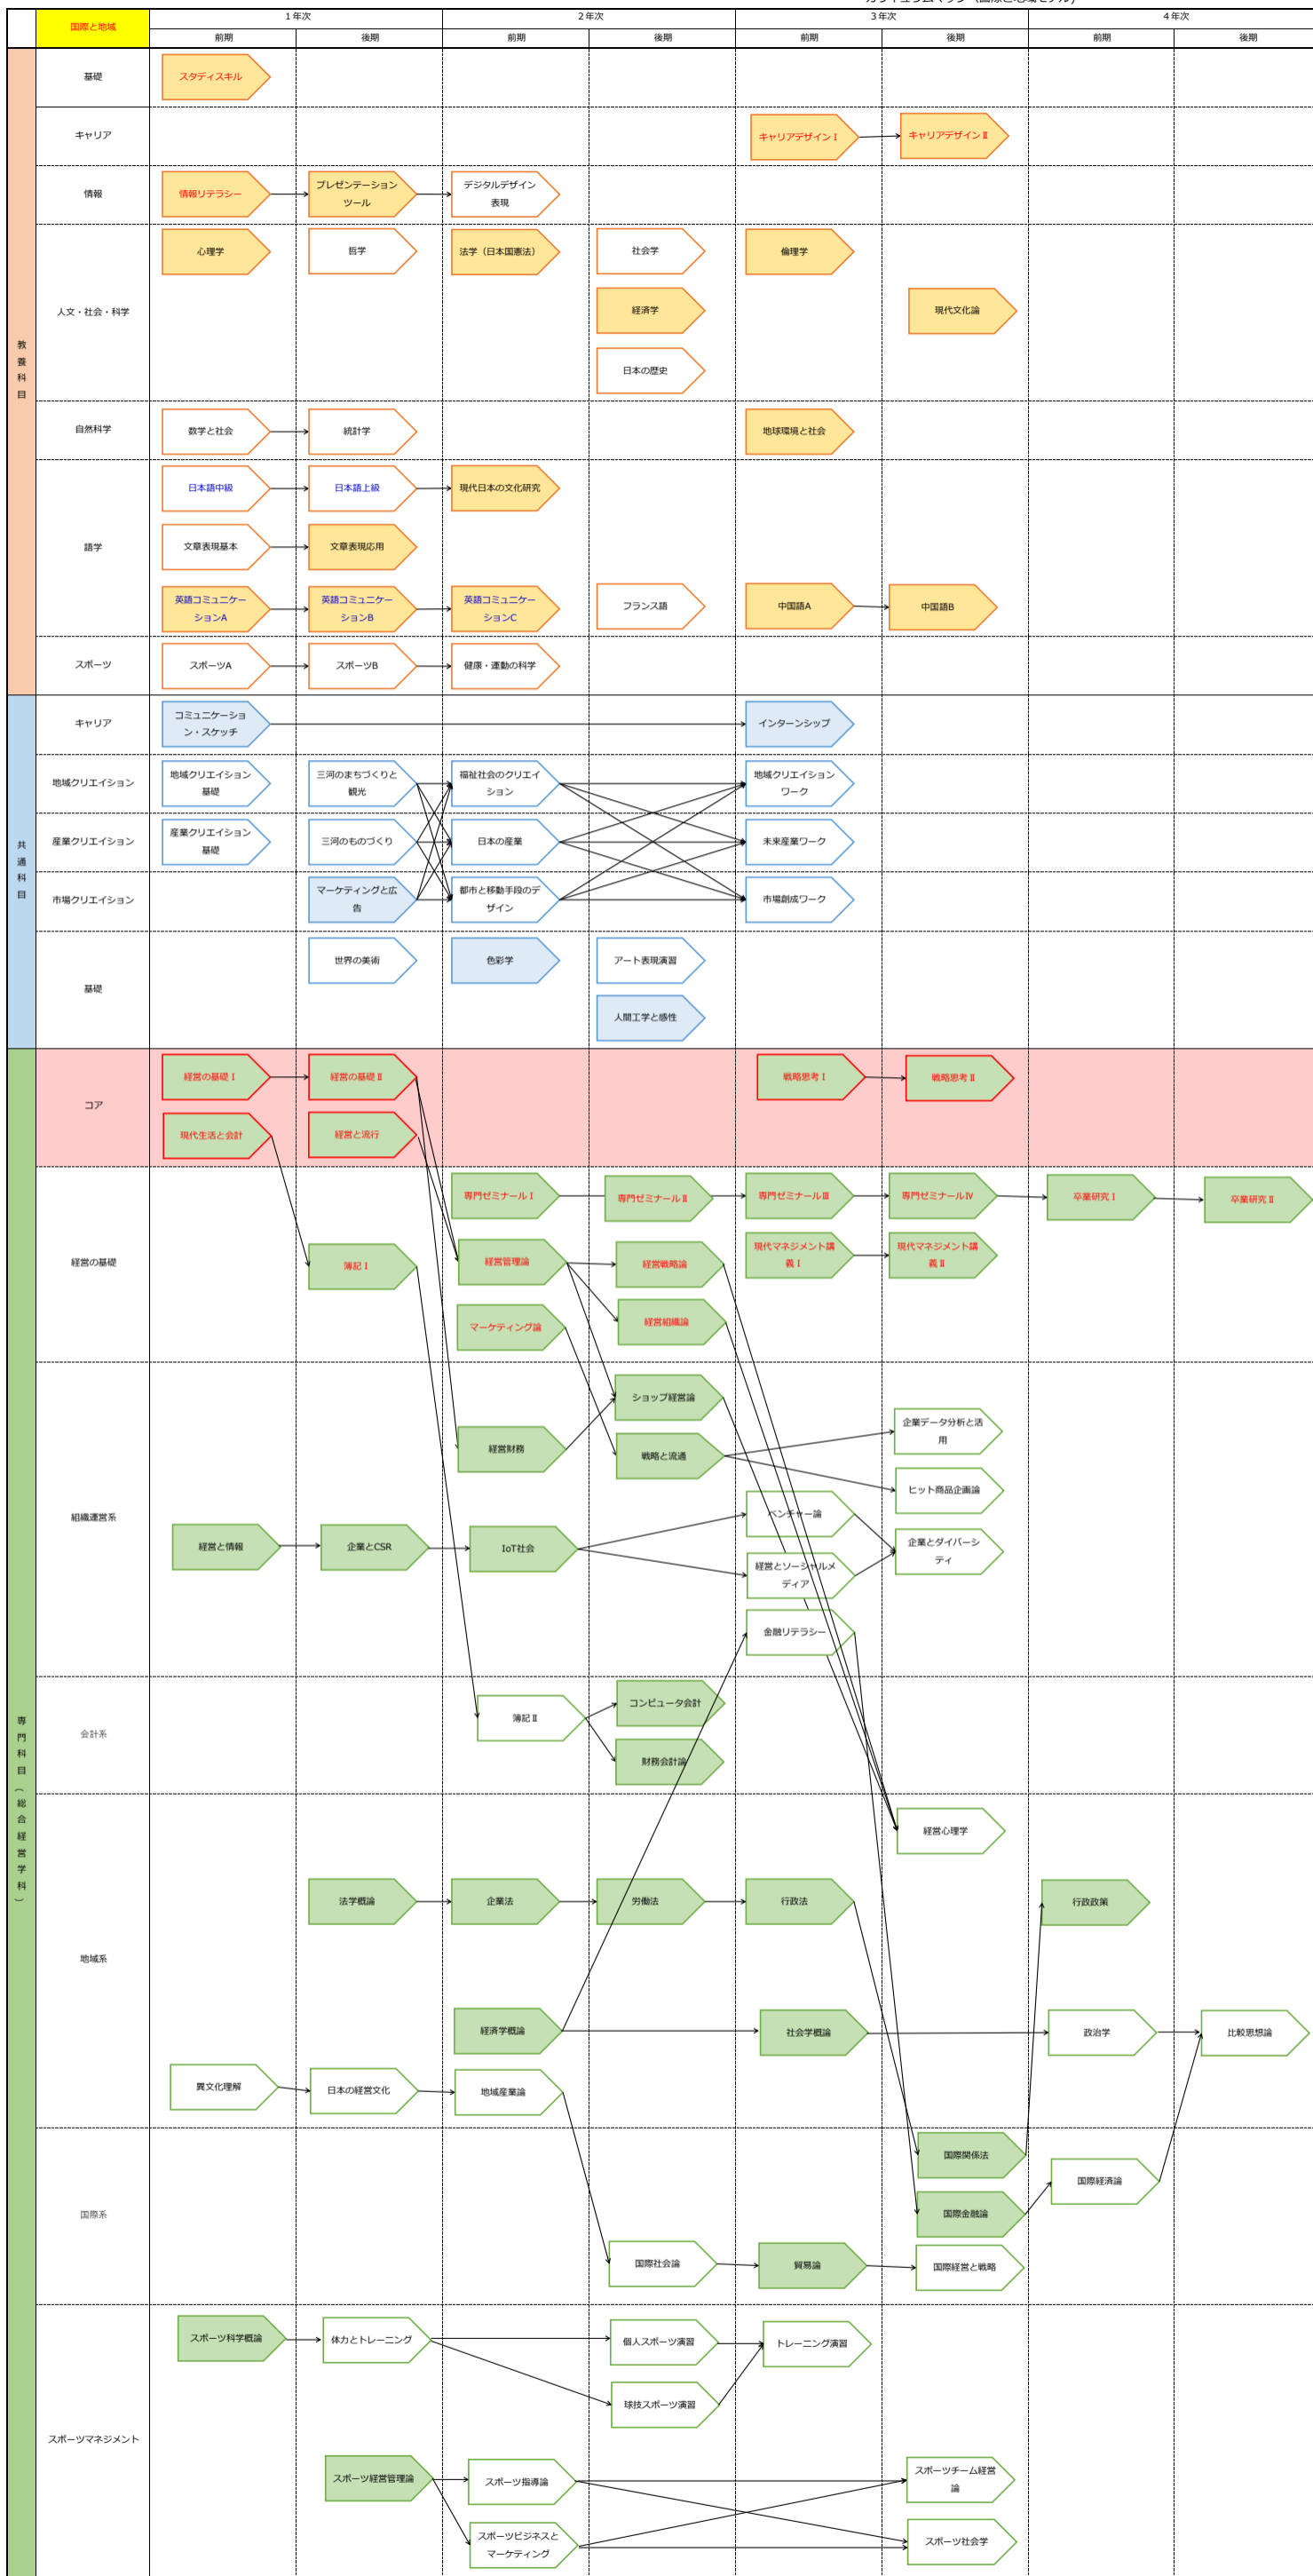 国際と地域
1年次
2年次
3年次
4年次
前期
後期
前期
後期
前期
後期
前期
後期
教養科目
基礎
スタディスキル
キャリア
キャリアデザインⅠ
キャリアデザインⅡ
情報
情報リテラシー
プレゼンテーション
ツール
デジタルデザイン
表現
人文・社会・科学
心理学
哲学
法学（日本国憲法）
社会学
倫理学
経済学
現代文化論
日本の歴史
自然科学
数学と社会
統計学
地球環境と社会
語学
日本語中級
日本語上級
現代日本の文化研究
文章表現基本
文章表現応用
英語コミュニケー
ションA
英語コミュニケー
ションB
英語コミュニケー
ションC
フランス語
中国語A
中国語B
スポーツ
スポーツA
スポーツB
健康・運動の科学
共通科目
キャリア
コミュニケーショ
ン・スケッチ
インターンシップ
地域クリエイション
地域クリエイション
基礎
三河のまちづくりと
観光
福祉社会のクリエイ
ション
地域クリエイション
ワーク
産業クリエイション
産業クリエイション
基礎
三河のものづくり
日本の産業
未来産業ワーク
市場クリエイション
マーケティングと広
告
都市と移動手段のデ
ザイン
市場創成ワーク
基礎
世界の美術
色彩学
アート表現演習
人間工学と感性
専門科目（総合経営学科）
コア
経営の基礎Ⅰ
経営の基礎Ⅱ
戦略思考Ⅰ
戦略思考Ⅱ
現代生活と会計
経営と流行
経営の基礎
専門ゼミナールⅠ
専門ゼミナールⅡ
専門ゼミナールⅢ
専門ゼミナールⅣ
卒業研究Ⅰ
卒業研究Ⅱ
簿記Ⅰ
経営管理論
経営戦略論
現代マネジメント講
義Ⅰ
現代マネジメント講
義Ⅱ
マーケティング論
経営組織論
組織運営系
ショップ経営論
経営財務
戦略と流通
企業データ分析と活
用
ヒット商品企画論
経営と情報
企業とCSR
IoT社会
ベンチャー論
経営とソーシャルメ
ディア
企業とダイバーシ
ティ
金融リテラシー
会計系
簿記Ⅱ
コンピュータ会計
財務会計論
地域系
経営心理学
法学概論
企業法
労働法
行政法
行政政策
経済学概論
社会学概論
政治学
比較思想論
異文化理解
日本の経営文化
地域産業論
国際系
国際関係法
国際経済論
国際金融論
国際社会論
貿易論
国際経営と戦略
スポーツマネジメント
スポーツ科学概論
体力とトレーニング
個人スポーツ演習
トレーニング演習
球技スポーツ演習
スポーツ経営管理論
スポーツ指導論
スポーツチーム経営
論
スポーツビジネスと
マーケティング
スポーツ社会学